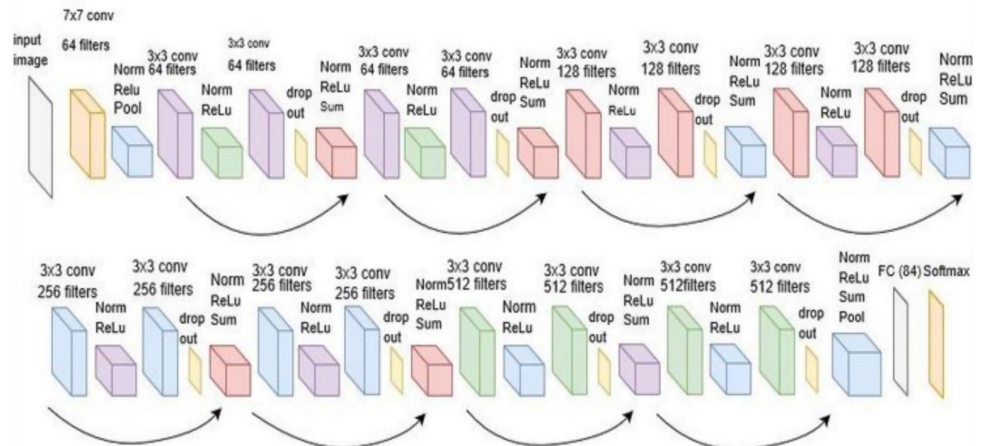 7x7 conv
64 filters
input
image
Norm
Relu
Pool
3x3 conv
64 filters
Norm
ReLu
3x3 conv
64 filters
drop
out
Norm
ReLu
Sum
3x3 conv
64 filters
Norm
ReLu
3x3 conv
64 filters
drop
out
Norm
ReLu
Sum
3x3 conv
128 filters
Norm
ReLu
3x3 conv
128 filters
drop
out
Norm
ReLu
Sum
3x3 conv
128 filters
Norm
ReLu
3x3 conv
128 filters
drop
out
Norm
ReLu
Sum
3x3 conv
256 filters
Norm
ReLu
3x3 conv
256 filters
drop
out
Norm
ReLu
Sum
3x3 conv
256 filters
Norm
ReLu
3x3 conv
256 filters
drop
out
Norm
ReLu
Sum
3x3 conv
512 filters
Norm
ReLu
3x3 conv
512 filters
drop
out
Norm
ReLu
Sum
3x3 conv
512filters
Norm
ReLu
3x3 conv
512 filters
drop
out
Norm
ReLu
Sum
Pool
FC (84)
Softmax